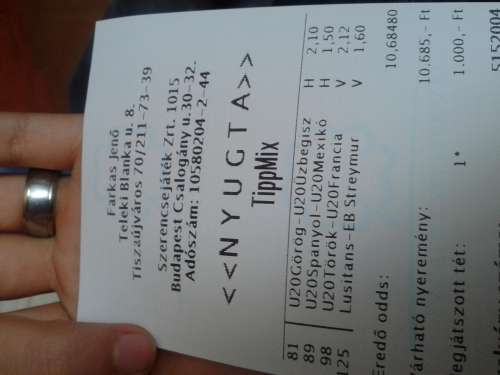 Farkas Jenő
Teleki Blanka u. 8.
Tiszaújváros 70/211-73-39
Szerencsejáték Zrt. 1015
Budapest Csalogány u.30-32.
Adószám: 10580204-2-44
<<NYUGTA>>
TippMix
81 U20Görög-U20Üzbegisz H 2,10
89 U20Spanyol-U20Mexikó H 1,50
98 U20Török-U20Francia V 2,12
125 Lusitans-EB Streymur V 1,60
Eredő odds: 10,68480
Várható nyeremény: 10.685,- Ft
Megjátszott tét: 1* 1.000,- Ft
5152004